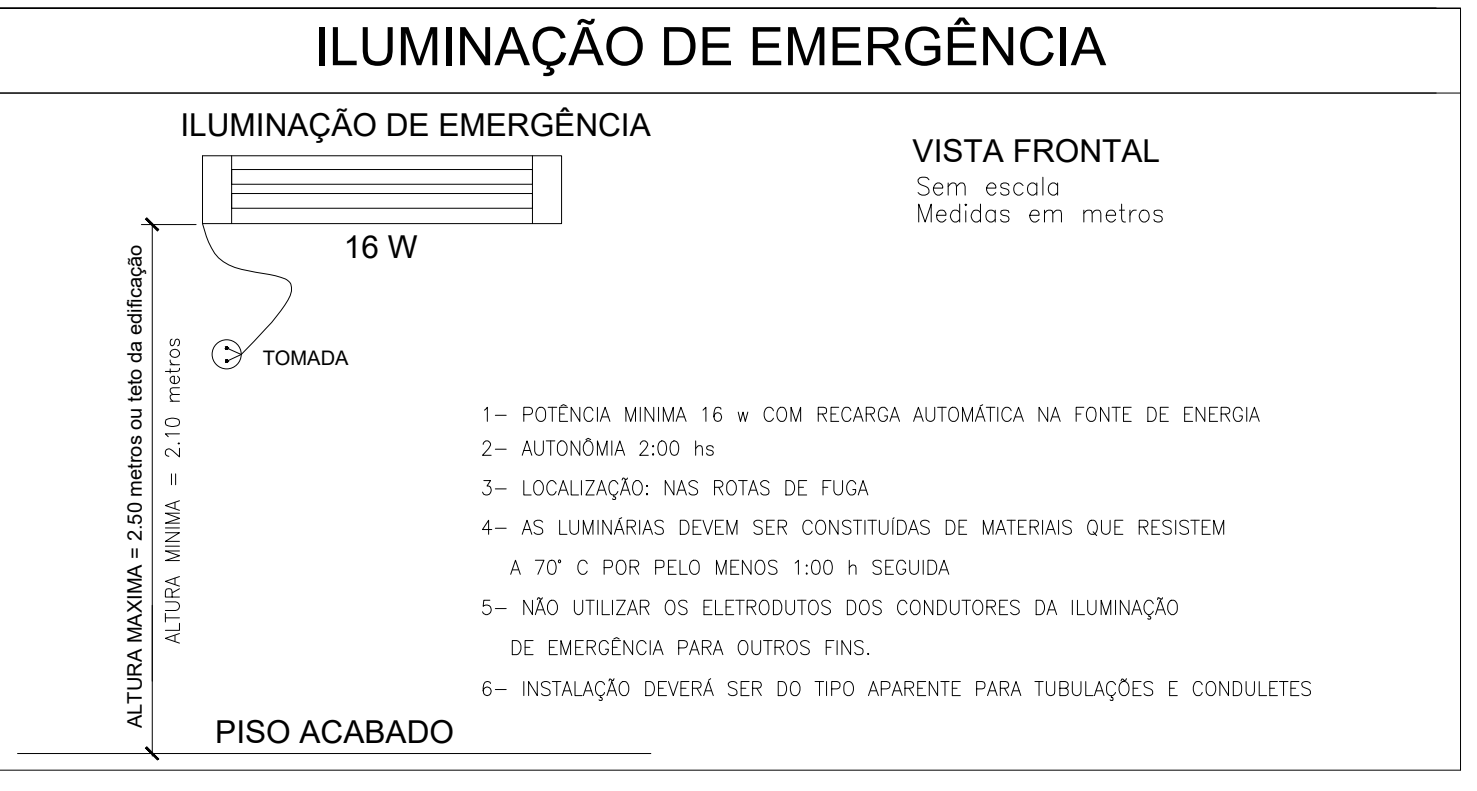 ILUMINAÇÃO DE EMERGÊNCIA
ILUMINAÇÃO DE EMERGÊNCIA
VISTA FRONTAL
Sem escala
Medidas em metros
16 W
TOMADA
ALTURA MAXIMA = 2.50 metros ou teto da edificação
ALTURA MINIMA = 2.10 metros
1- POTÊNCIA MINIMA 16 w COM RECARGA AUTOMÁTICA NA FONTE DE ENERGIA
2- AUTONÔMIA 2:00 hs
3- LOCALIZAÇÃO: NAS ROTAS DE FUGA
4- AS LUMINÁRIAS DEVEM SER CONSTITUÍDAS DE MATERIAIS QUE RESISTEM
A 70° C POR PELO MENOS 1:00 h SEGUIDA
5- NÃO UTILIZAR OS ELETRODUTOS DOS CONDUTORES DA ILUMINAÇÃO
DE EMERGÊNCIA PARA OUTROS FINS.
6- INSTALAÇÃO DEVERÁ SER DO TIPO APARENTE PARA TUBULAÇÕES E CONDULETES
PISO ACABADO